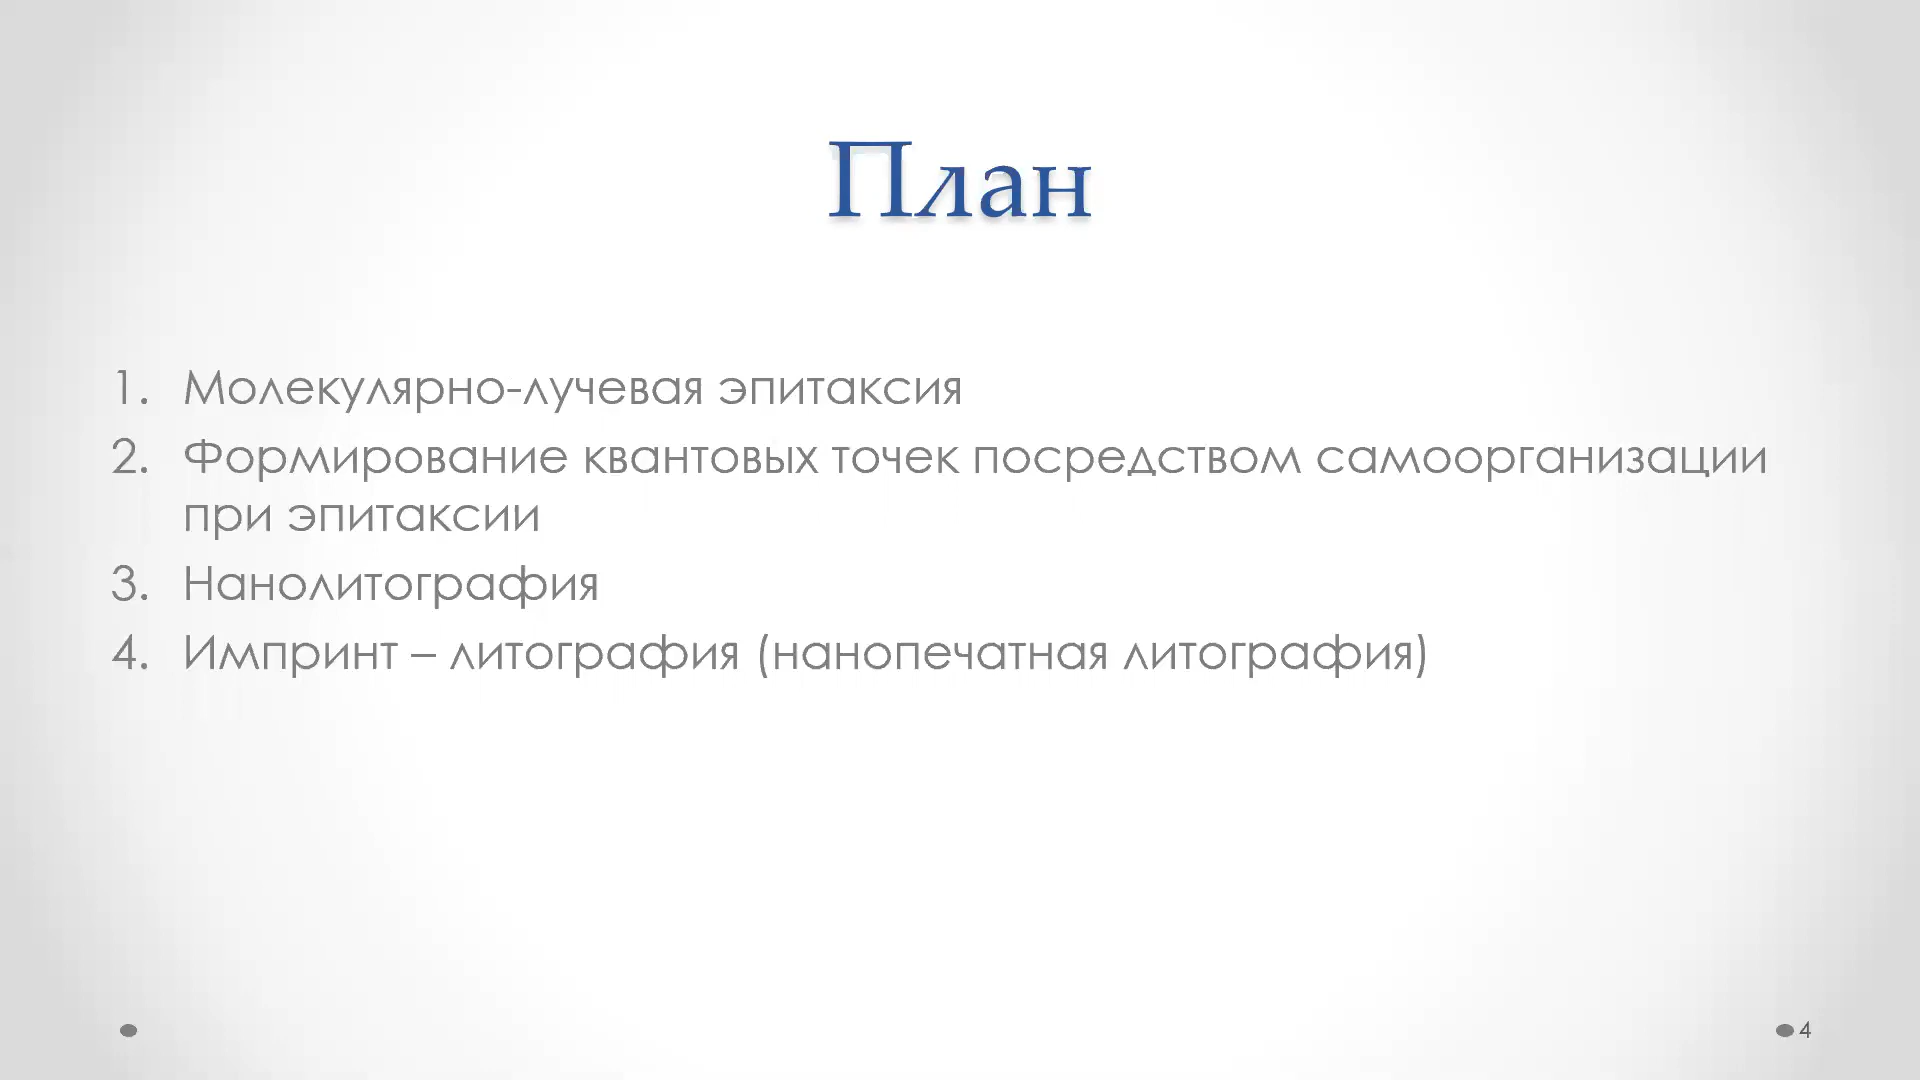 План
1. Молекулярно-лучевая эпитаксия
2. Формирование квантовых точек посредством самоорганизации
при эпитаксии
3. Нанолитография
4. Импринт – литография (нанопечатная литография)
4